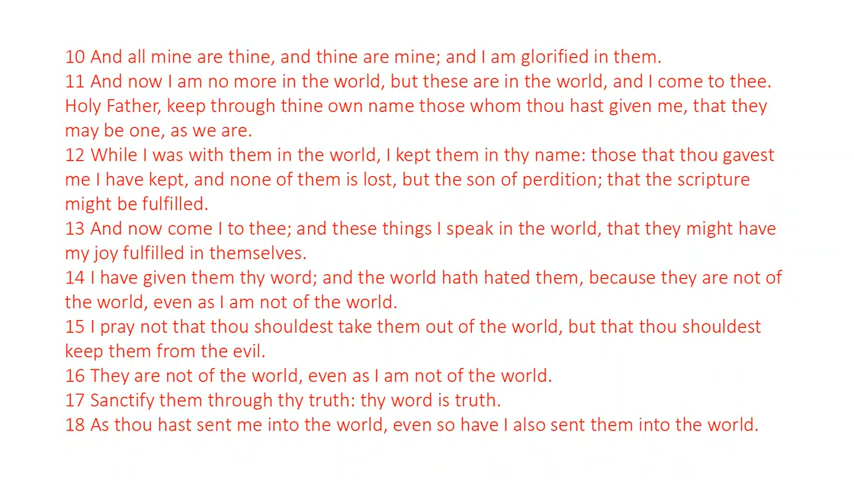 10 And all mine are thine, and thine are mine; and I am glorified in them.
11 And now I am no more in the world, but these are in the world, and I come to thee.
Holy Father, keep through thine own name those whom thou hast given me, that they
may be one, as we are.
12 While I was with them in the world, I kept them in thy name: those that thou gavest
me I have kept, and none of them is lost, but the son of perdition; that the scripture
might be fulfilled.
13 And now come I to thee; and these things I speak in the world, that they might have
my joy fulfilled in themselves.
14 I have given them thy word; and the world hath hated them, because they are not of
the world, even as I am not of the world.
15 I pray not that thou shouldest take them out of the world, but that thou shouldest
keep them from the evil.
16 They are not of the world, even as I am not of the world.
17 Sanctify them through thy truth: thy word is truth.
18 As thou hast sent me into the world, even so have I also sent them into the world.